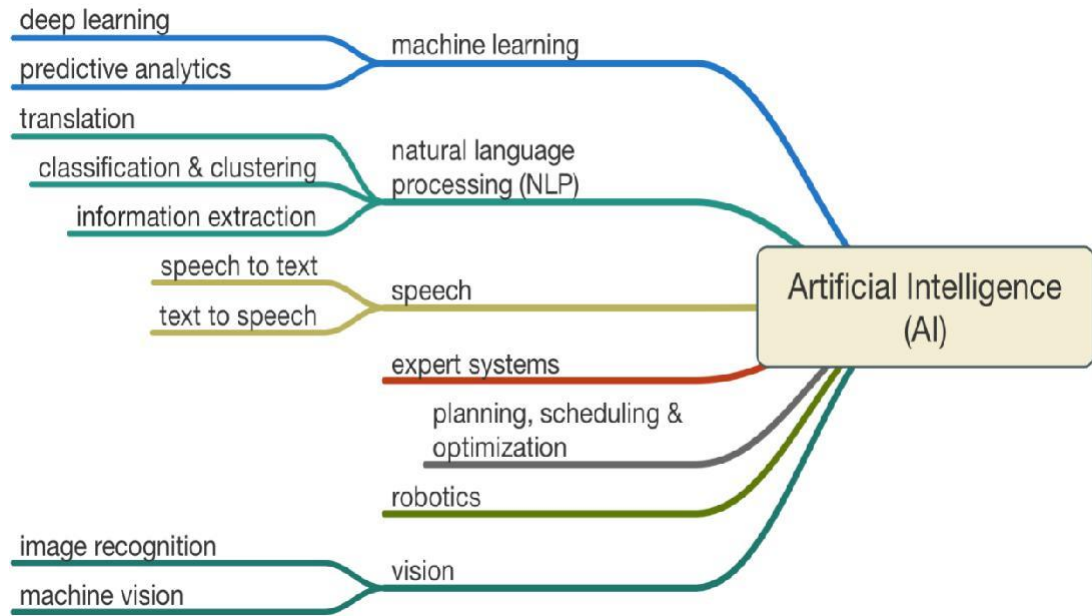 deep learning
predictive analytics
machine learning
translation
classification & clustering
information extraction
natural language
processing (NLP)
speech to text
text to speech
speech
expert systems
planning, scheduling &
optimization
robotics
image recognition
machine vision
vision
Artificial Intelligence
(AI)